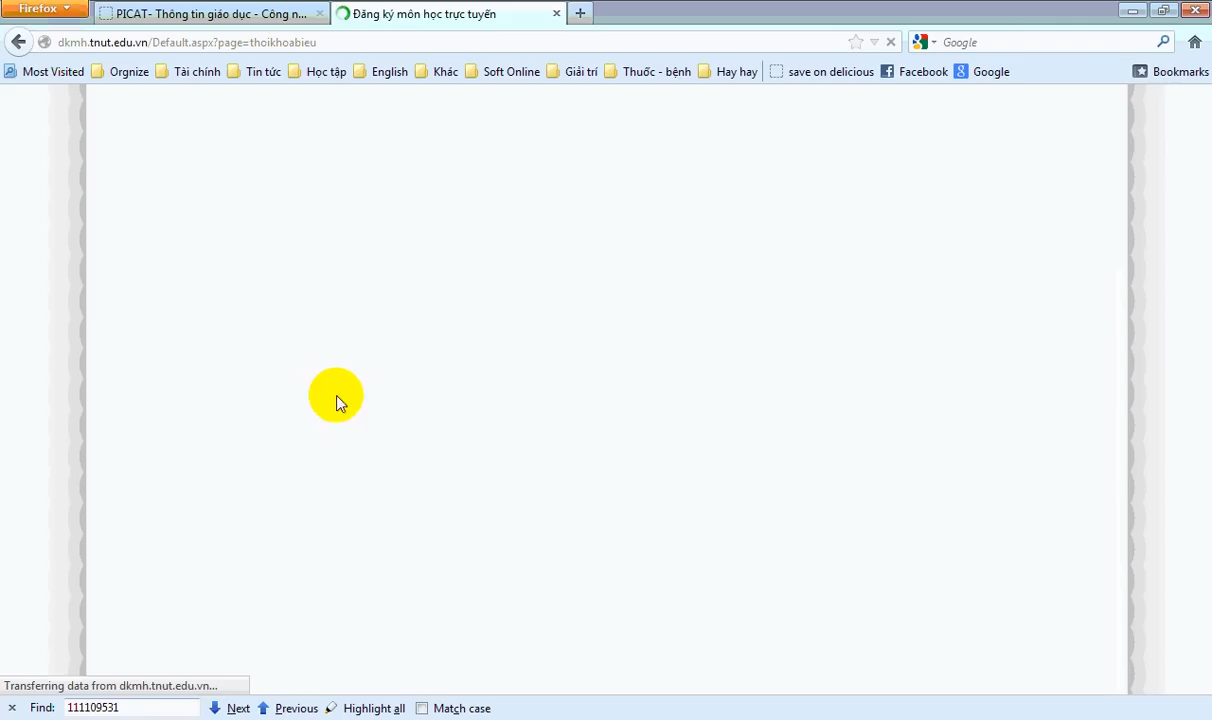 Firefox
PICAT- Thông tin giáo dục - Công n...
Đăng ký môn học trực tuyến
dkmh.tnut.edu.vn/Default.aspx?page=thoikhoabieu
Google
Most Visited Orgnize Tài chính Tin tức Học tập English Khác Soft Online Giải trí Thuốc - bệnh Hay hay save on delicious Facebook Google Bookmarks
Transferring data from dkmh.tnut.edu.vn...
Find: 111109531 Next Previous Highlight all Match case